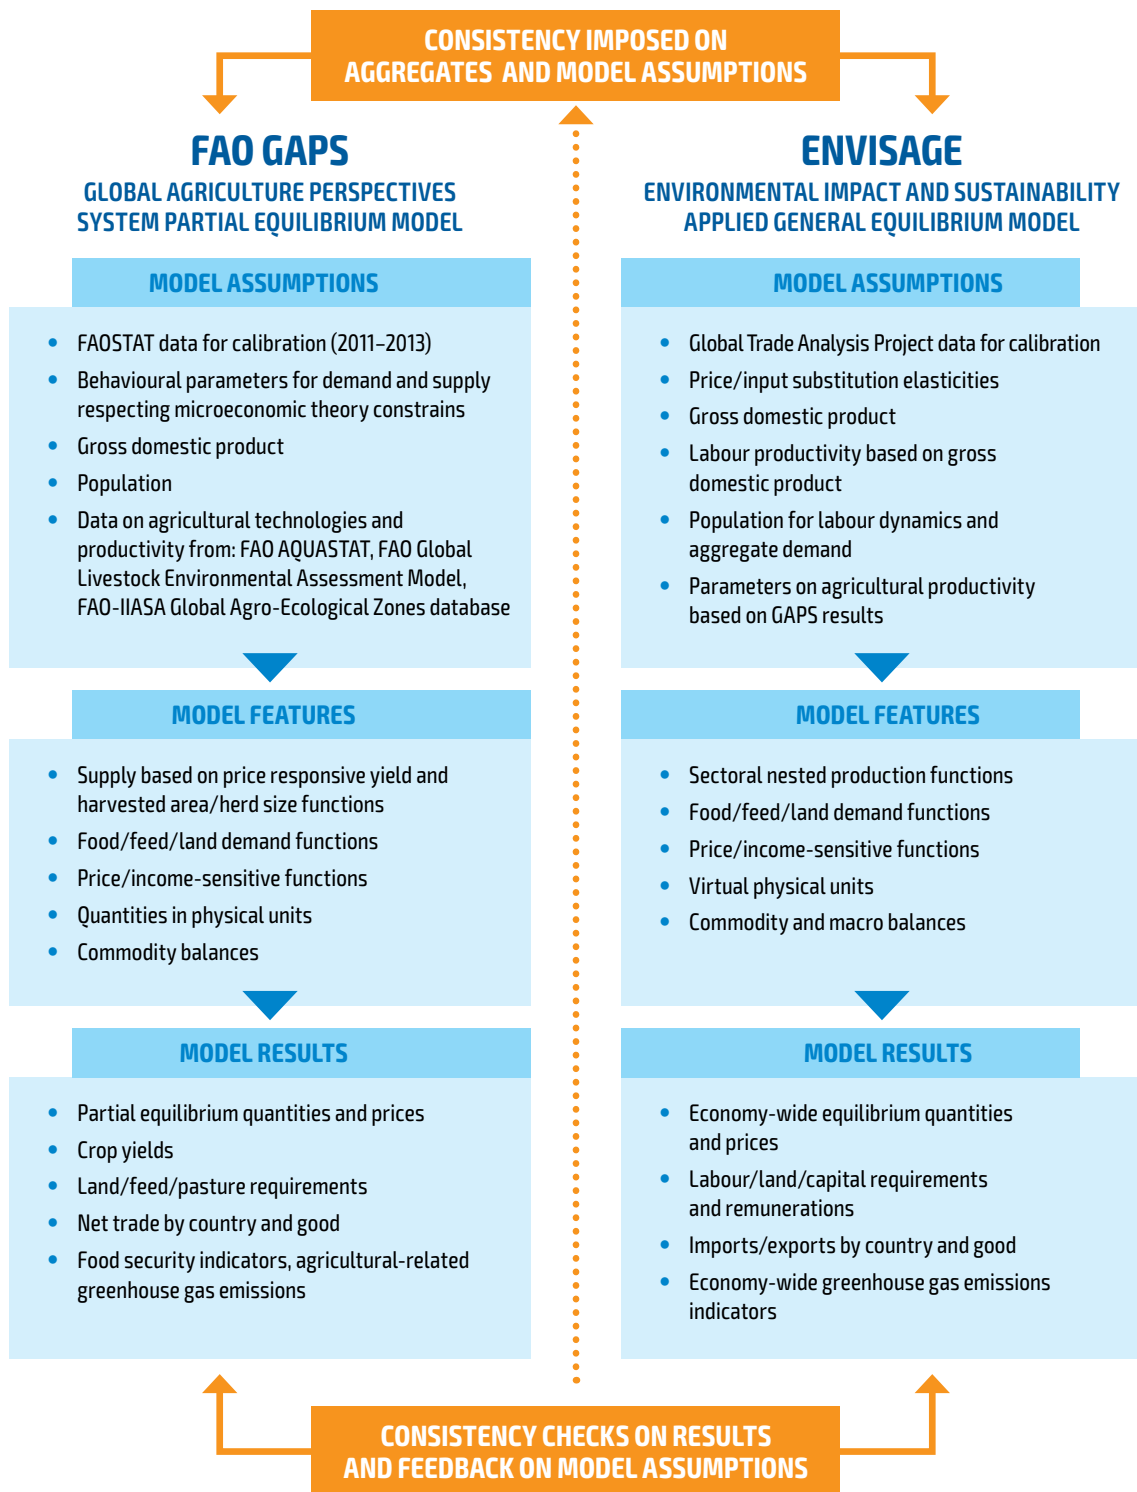 CONSISTENCY IMPOSED ON
AGGREGATES AND MODEL ASSUMPTIONS
FAO GAPS
GLOBAL AGRICULTURE PERSPECTIVES
SYSTEM PARTIAL EQUILIBRIUM MODEL
MODEL ASSUMPTIONS
• FAOSTAT data for calibration (2011–2013)
• Behavioural parameters for demand and supply
respecting microeconomic theory constrains
• Gross domestic product
• Population
• Data on agricultural technologies and
productivity from: FAO AQUASTAT, FAO Global
Livestock Environmental Assessment Model,
FAO-IIASA Global Agro-Ecological Zones database
MODEL FEATURES
• Supply based on price responsive yield and
harvested area/herd size functions
• Food/feed/land demand functions
• Price/income-sensitive functions
• Quantities in physical units
• Commodity balances
MODEL RESULTS
• Partial equilibrium quantities and prices
• Crop yields
• Land/feed/pasture requirements
• Net trade by country and good
• Food security indicators, agricultural-related
greenhouse gas emissions
ENVISAGE
ENVIRONMENTAL IMPACT AND SUSTAINABILITY
APPLIED GENERAL EQUILIBRIUM MODEL
MODEL ASSUMPTIONS
• Global Trade Analysis Project data for calibration
• Price/input substitution elasticities
• Gross domestic product
• Labour productivity based on gross
domestic product
• Population for labour dynamics and
aggregate demand
• Parameters on agricultural productivity
based on GAPS results
MODEL FEATURES
• Sectoral nested production functions
• Food/feed/land demand functions
• Price/income-sensitive functions
• Virtual physical units
• Commodity and macro balances
MODEL RESULTS
• Economy-wide equilibrium quantities
and prices
• Labour/land/capital requirements
and remunerations
• Imports/exports by country and good
• Economy-wide greenhouse gas emissions
indicators
CONSISTENCY CHECKS ON RESULTS
AND FEEDBACK ON MODEL ASSUMPTIONS